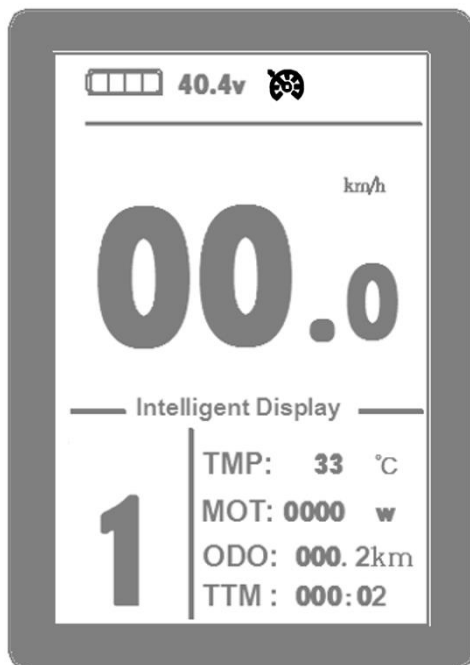 40.4v
km/h
00.0
Intelligent Display
1
TMP: 33 °C
MOT: 0000 w
ODO: 000. 2km
TTM : 000:02